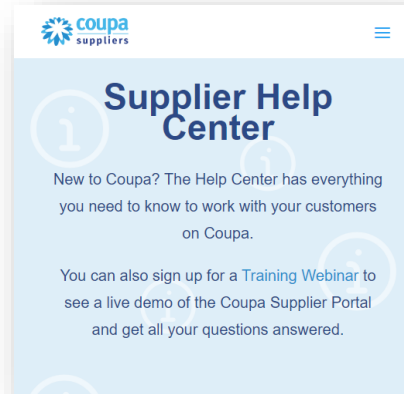 coupa
suppliers
Supplier Help
Center
New to Coupa? The Help Center has everything
you need to know to work with your customers
on Coupa.
You can also sign up for a Training Webinar to
see a live demo of the Coupa Supplier Portal
and get all your questions answered.